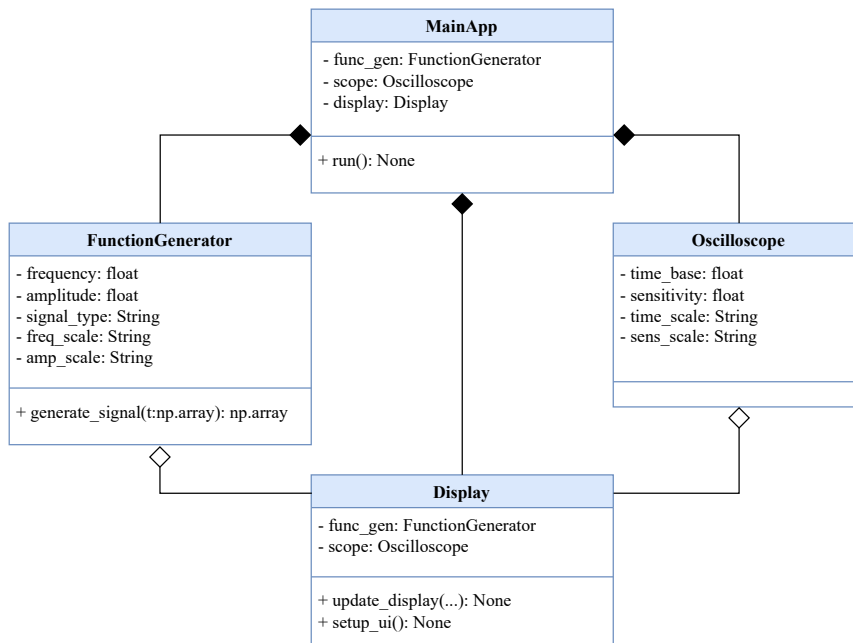 MainApp
- func_gen: FunctionGenerator
- scope: Oscilloscope
- display: Display
+ run(): None
FunctionGenerator
- frequency: float
- amplitude: float
- signal_type: String
- freq_scale: String
- amp_scale: String
+ generate_signal(t:np.array): np.array
Oscilloscope
- time_base: float
- sensitivity: float
- time_scale: String
- sens_scale: String
Display
- func_gen: FunctionGenerator
- scope: Oscilloscope
+ update_display(...): None
+ setup_ui(): None